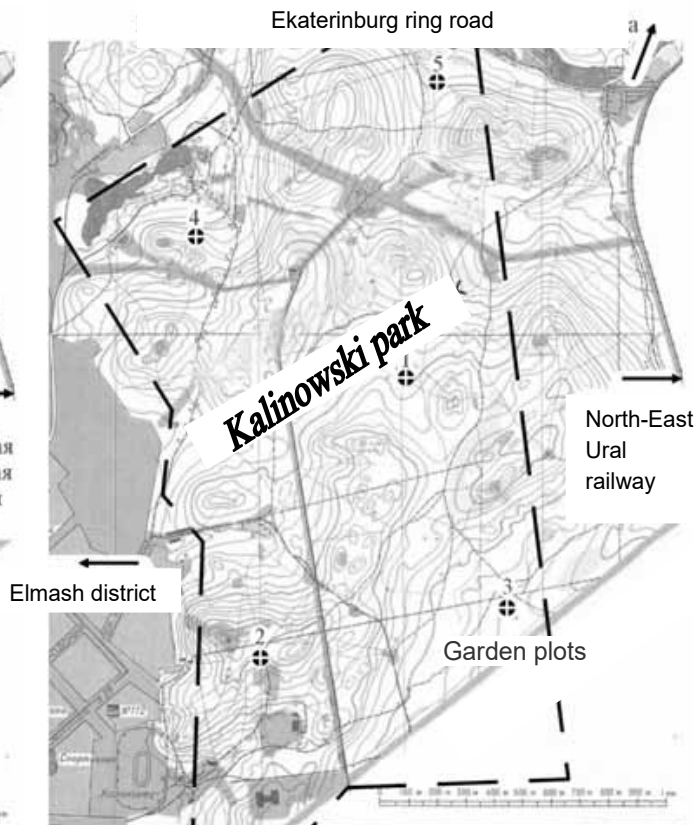 Ekaterinburg ring road
a
5
4
Kalinowski park
1
North-East
Ural
railway
Elmash district
3
2
Garden plots